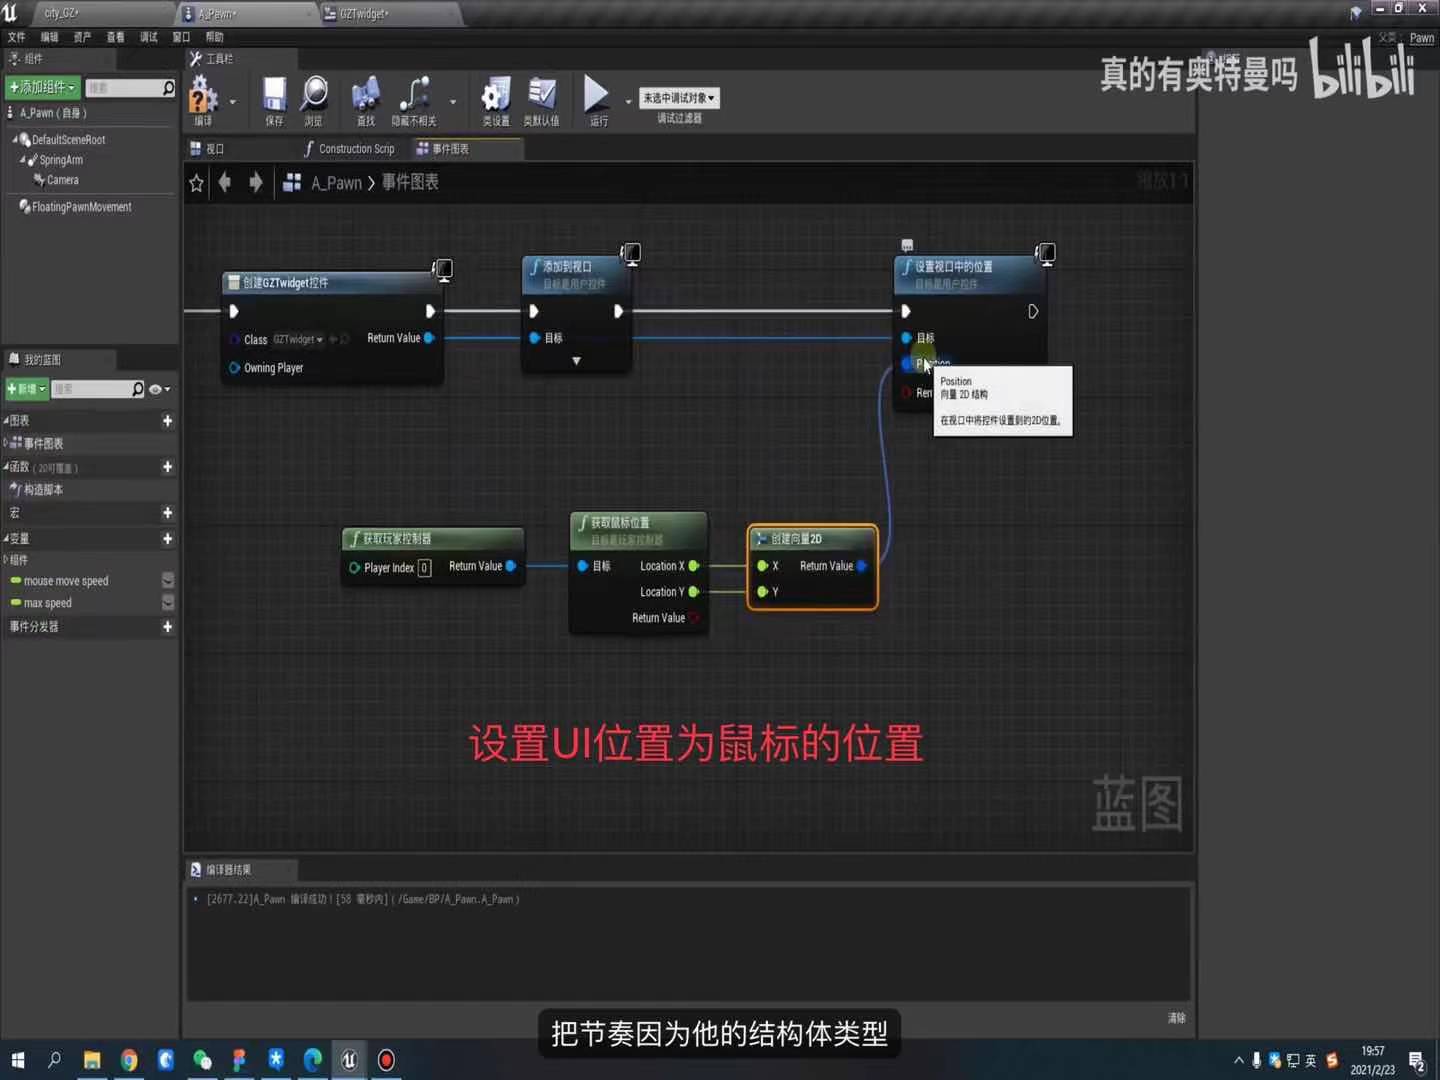 city_GZ*
A_Pawn*
GZTwidget*
文件 编辑 资产 查看 调试 窗口 帮助
父类: Pawn
组件
工具栏
真的有奥特曼吗 bilibili
+添加组件
搜索
A_Pawn（自身）
编译
保存
浏览
查找
隐藏不相关
类设置
类默认值
运行
未选中调试对象
调试过滤器
DefaultSceneRoot
SpringArm
Camera
FloatingPawnMovement
视口
Construction Scrip
事件图表
A_Pawn > 事件图表
缩放1:1
创建GZTwidget控件
Class GZTwidget
Return Value
Owning Player
添加到视口
目标是用户控件
目标
设置视口中的位置
目标是用户控件
目标
Position
Rem
Position
向量 2D 结构
在视口中将控件设置到的2D位置。
我的蓝图
+新增
搜索
图表
事件图表
函数（20可覆盖）
构造脚本
宏
变量
组件
mouse move speed
max speed
事件分发器
获取玩家控制器
Player Index 0
Return Value
获取鼠标位置
目标是玩家控制器
目标
Location X
Location Y
Return Value
创建向量2D
X
Return Value
Y
设置UI位置为鼠标的位置
蓝图
编译器结果
[2677.22]A_Pawn 编译成功！[58 毫秒内]（/Game/BP/A_Pawn.A_Pawn）
清除
把节奏因为他的结构体类型
英
19:57
2021/2/23
2